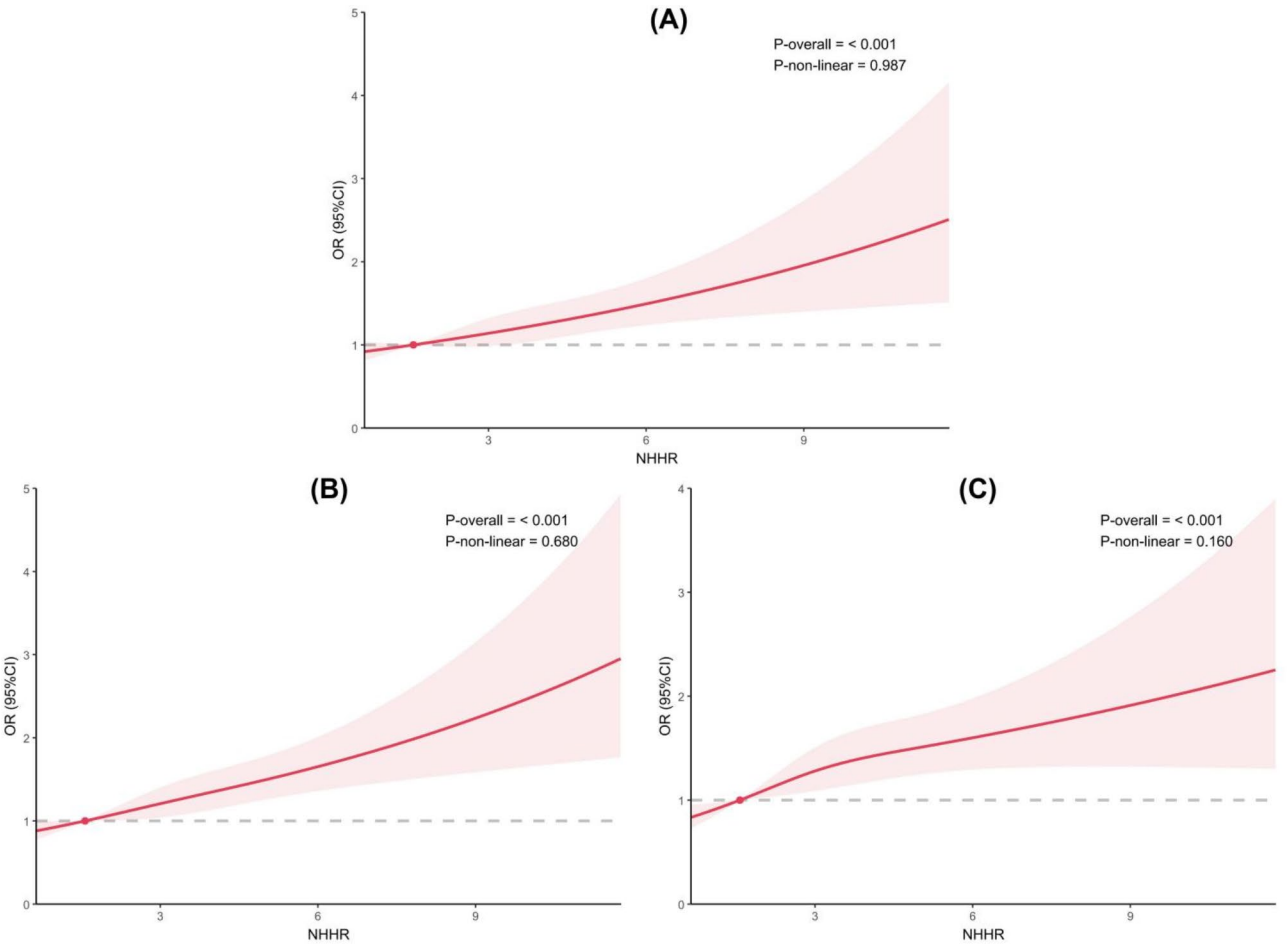 (A)
P-overall = < 0.001
P-non-linear = 0.987
OR (95%CI)
5
4
3
2
1
0
3
6
9
NHHR
(B)
P-overall = < 0.001
P-non-linear = 0.680
OR (95%CI)
5
4
3
2
1
0
3
6
9
NHHR
(C)
P-overall = < 0.001
P-non-linear = 0.160
OR (95%CI)
4
3
2
1
0
3
6
9
NHHR